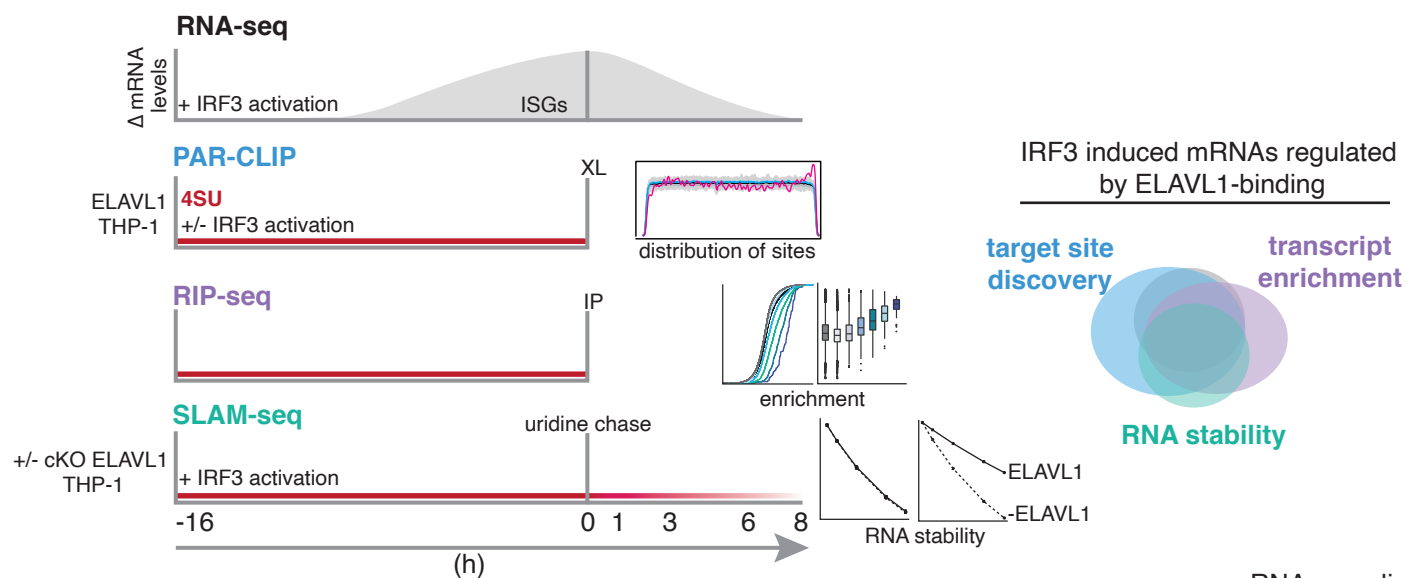 RNA-seq
Δ mRNA
levels
+ IRF3 activation
ISGs
PAR-CLIP
XL
ELAVL1
THP-1
4SU
+/- IRF3 activation
distribution of sites
RIP-seq
IP
enrichment
SLAM-seq
uridine chase
+/- cKO ELAVL1
THP-1
+ IRF3 activation
ELAVL1
-ELAVL1
RNA stability
-16 0 1 3 6 8
(h)
IRF3 induced mRNAs regulated
by ELAVL1-binding
target site
discovery
transcript
enrichment
RNA stability